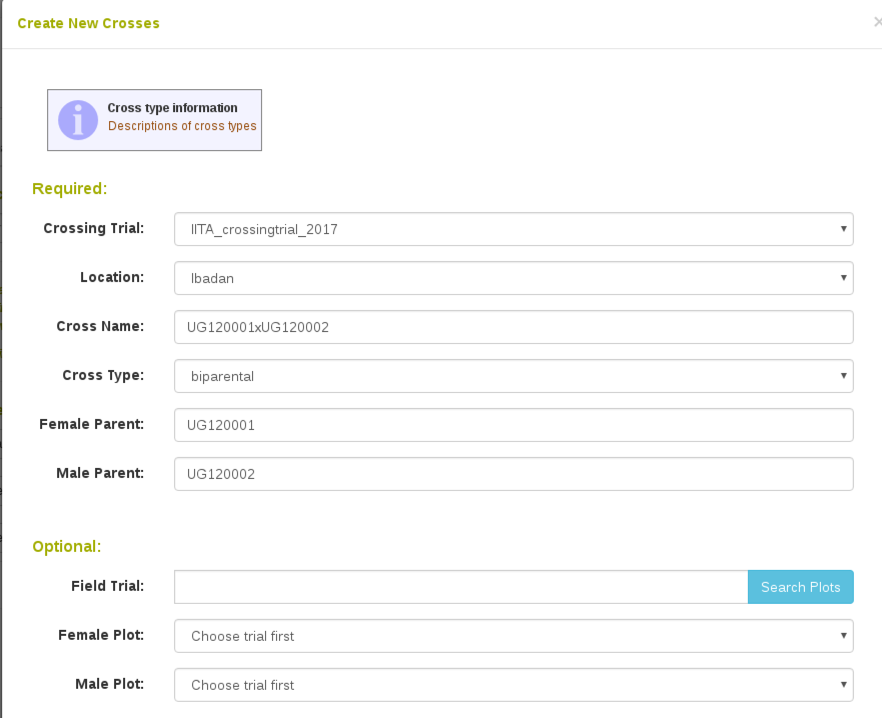 Create New Crosses ×
Cross type information
Descriptions of cross types
Required:
Crossing Trial: IITA_crossingtrial_2017
Location: Ibadan
Cross Name: UG120001xUG120002
Cross Type: biparental
Female Parent: UG120001
Male Parent: UG120002
Optional:
Field Trial: Search Plots
Female Plot: Choose trial first
Male Plot: Choose trial first